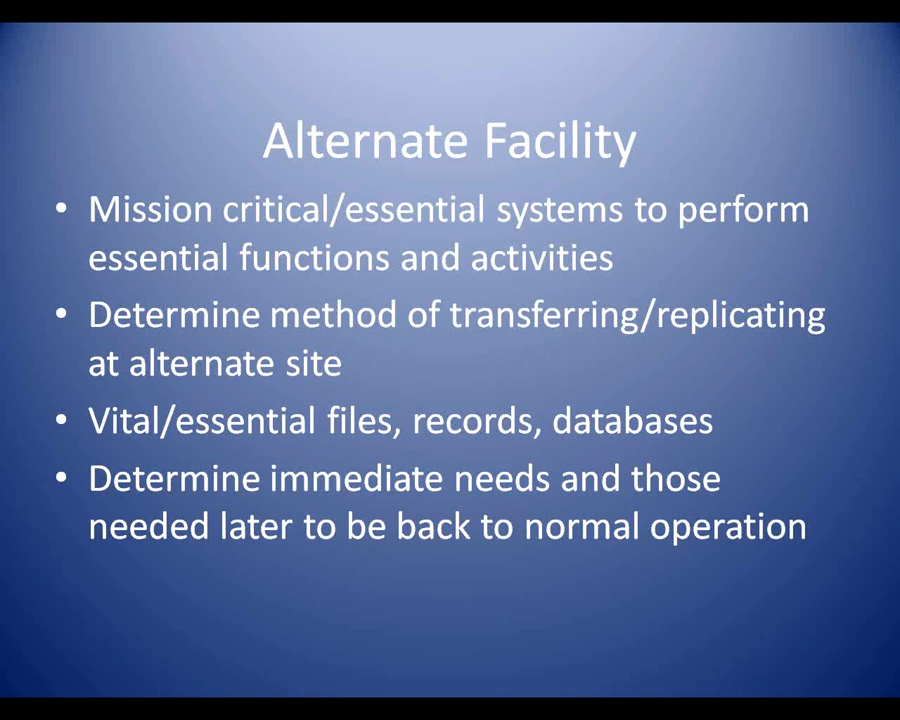 Alternate Facility
• Mission critical/essential systems to perform
essential functions and activities
• Determine method of transferring/replicating
at alternate site
• Vital/essential files, records, databases
• Determine immediate needs and those
needed later to be back to normal operation